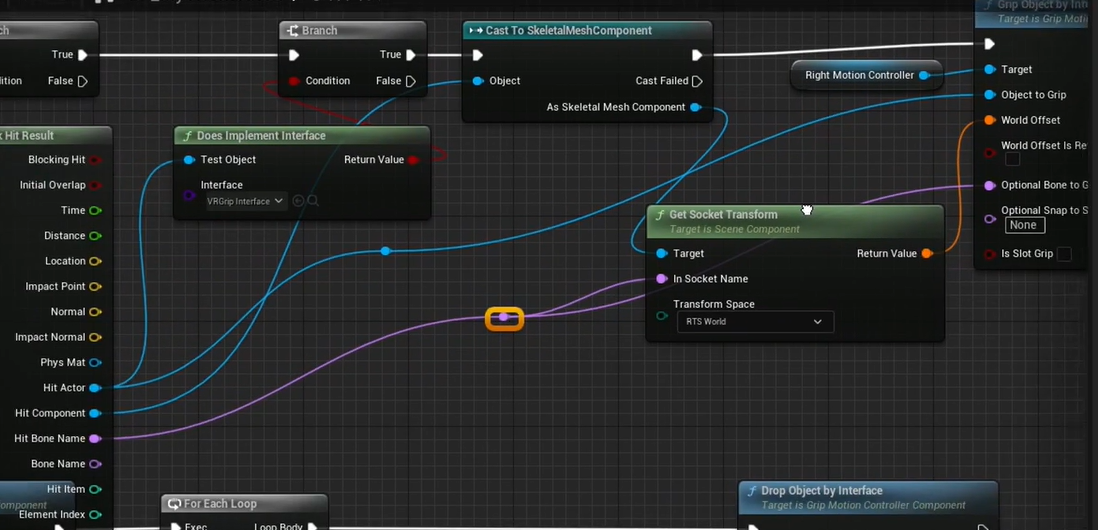 Grip Object by Int
Target is Grip Moti
Branch
Cast To SkeletalMeshComponent
True
True
Condition
False
Object
Cast Failed
False
As Skeletal Mesh Component
Right Motion Controller
Target
Object to Grip
World Offset
World Offset Is Re
Optional Bone to G
Optional Snap to S
None
Is Slot Grip
Hit Result
Does Implement Interface
Test Object
Return Value
Interface
VRGrip Interface
Get Socket Transform
Target is Scene Component
Target
Return Value
In Socket Name
Transform Space
RTS World
Blocking Hit
Initial Overlap
Time
Distance
Location
Impact Point
Normal
Impact Normal
Phys Mat
Hit Actor
Hit Component
Hit Bone Name
Bone Name
Hit Item
Element Index
For Each Loop
Exec
Loop Body
Drop Object by Interface
Target is Grip Motion Controller Component